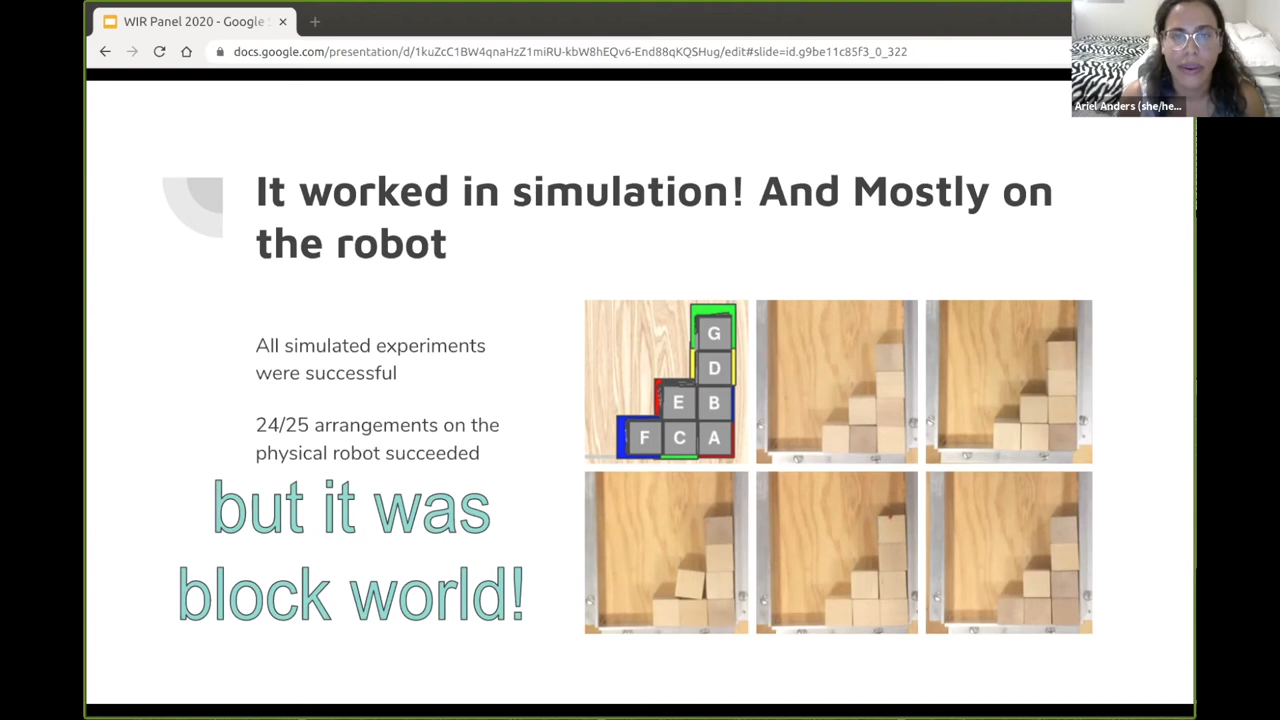 WIR Panel 2020 - Google
docs.google.com/presentation/d/1kuZcC1BW4qnaHzZ1miRU-kbW8hEQv6-End88qKQSHug/edit#slide=id.g9be11c85f3_0_322
Ariel Anders (she/he...
It worked in simulation! And Mostly on
the robot
All simulated experiments
were successful
24/25 arrangements on the
physical robot succeeded
but it was
block world!
G
D
E B
F C A